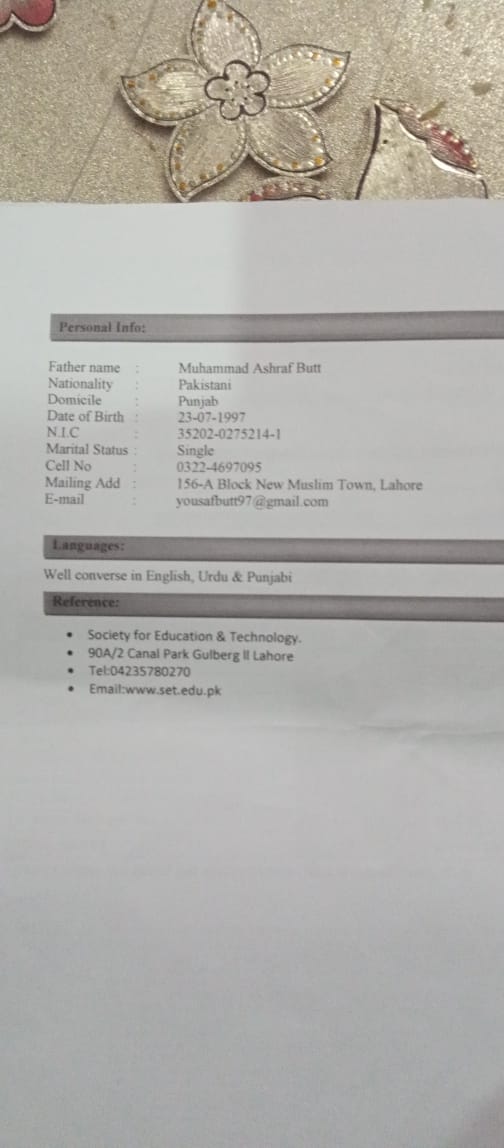 Personal Info:
Father name : Muhammad Ashraf Butt
Nationality : Pakistani
Domicile : Punjab
Date of Birth : 23-07-1997
N.I.C : 35202-0275214-1
Marital Status : Single
Cell No : 0322-4697095
Mailing Add : 156-A Block New Muslim Town, Lahore
E-mail : yousafbutt97@gmail.com
Languages:
Well converse in English, Urdu & Punjabi
Reference:
• Society for Education & Technology.
• 90A/2 Canal Park Gulberg II Lahore
• Tel:04235780270
• Email:www.set.edu.pk